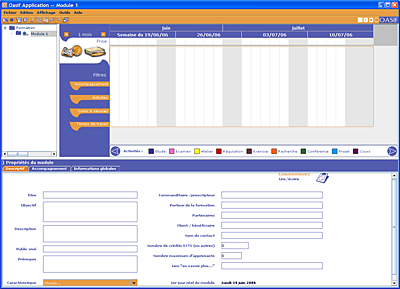 Oasif Application -- Module 1
Fichier Edition Affichage Outils Aide
OASIF
Formation
Module 1
1 mois
juin
juillet
Semaine du 19/06/06
26/06/06
03/07/06
10/07/06
Frise
Filtres
Accompagnement
Activités
Outils & services
Temps de travail
Activités :
Etude
Examen
Atelier
Régulation
Exercice
Recherche
Conférence
Projet
Cours
Propriétés du module
Descriptif
Accompagnement
Informations globales
Commentaires
Lire /écrire
Titre
Commanditaire /prescripteur
Objectif
Porteur de la formation
Partenaires
Client / bénéficiaire
Description
Nom du contact
Nombre de crédits ECTS (ou autres)
0
Public visé
Nombre maximum d'apprenants
0
Prérequis
Lien "en savoir plus..."
Caractéristique
1er jour réel du module
lundi 19 juin 2006